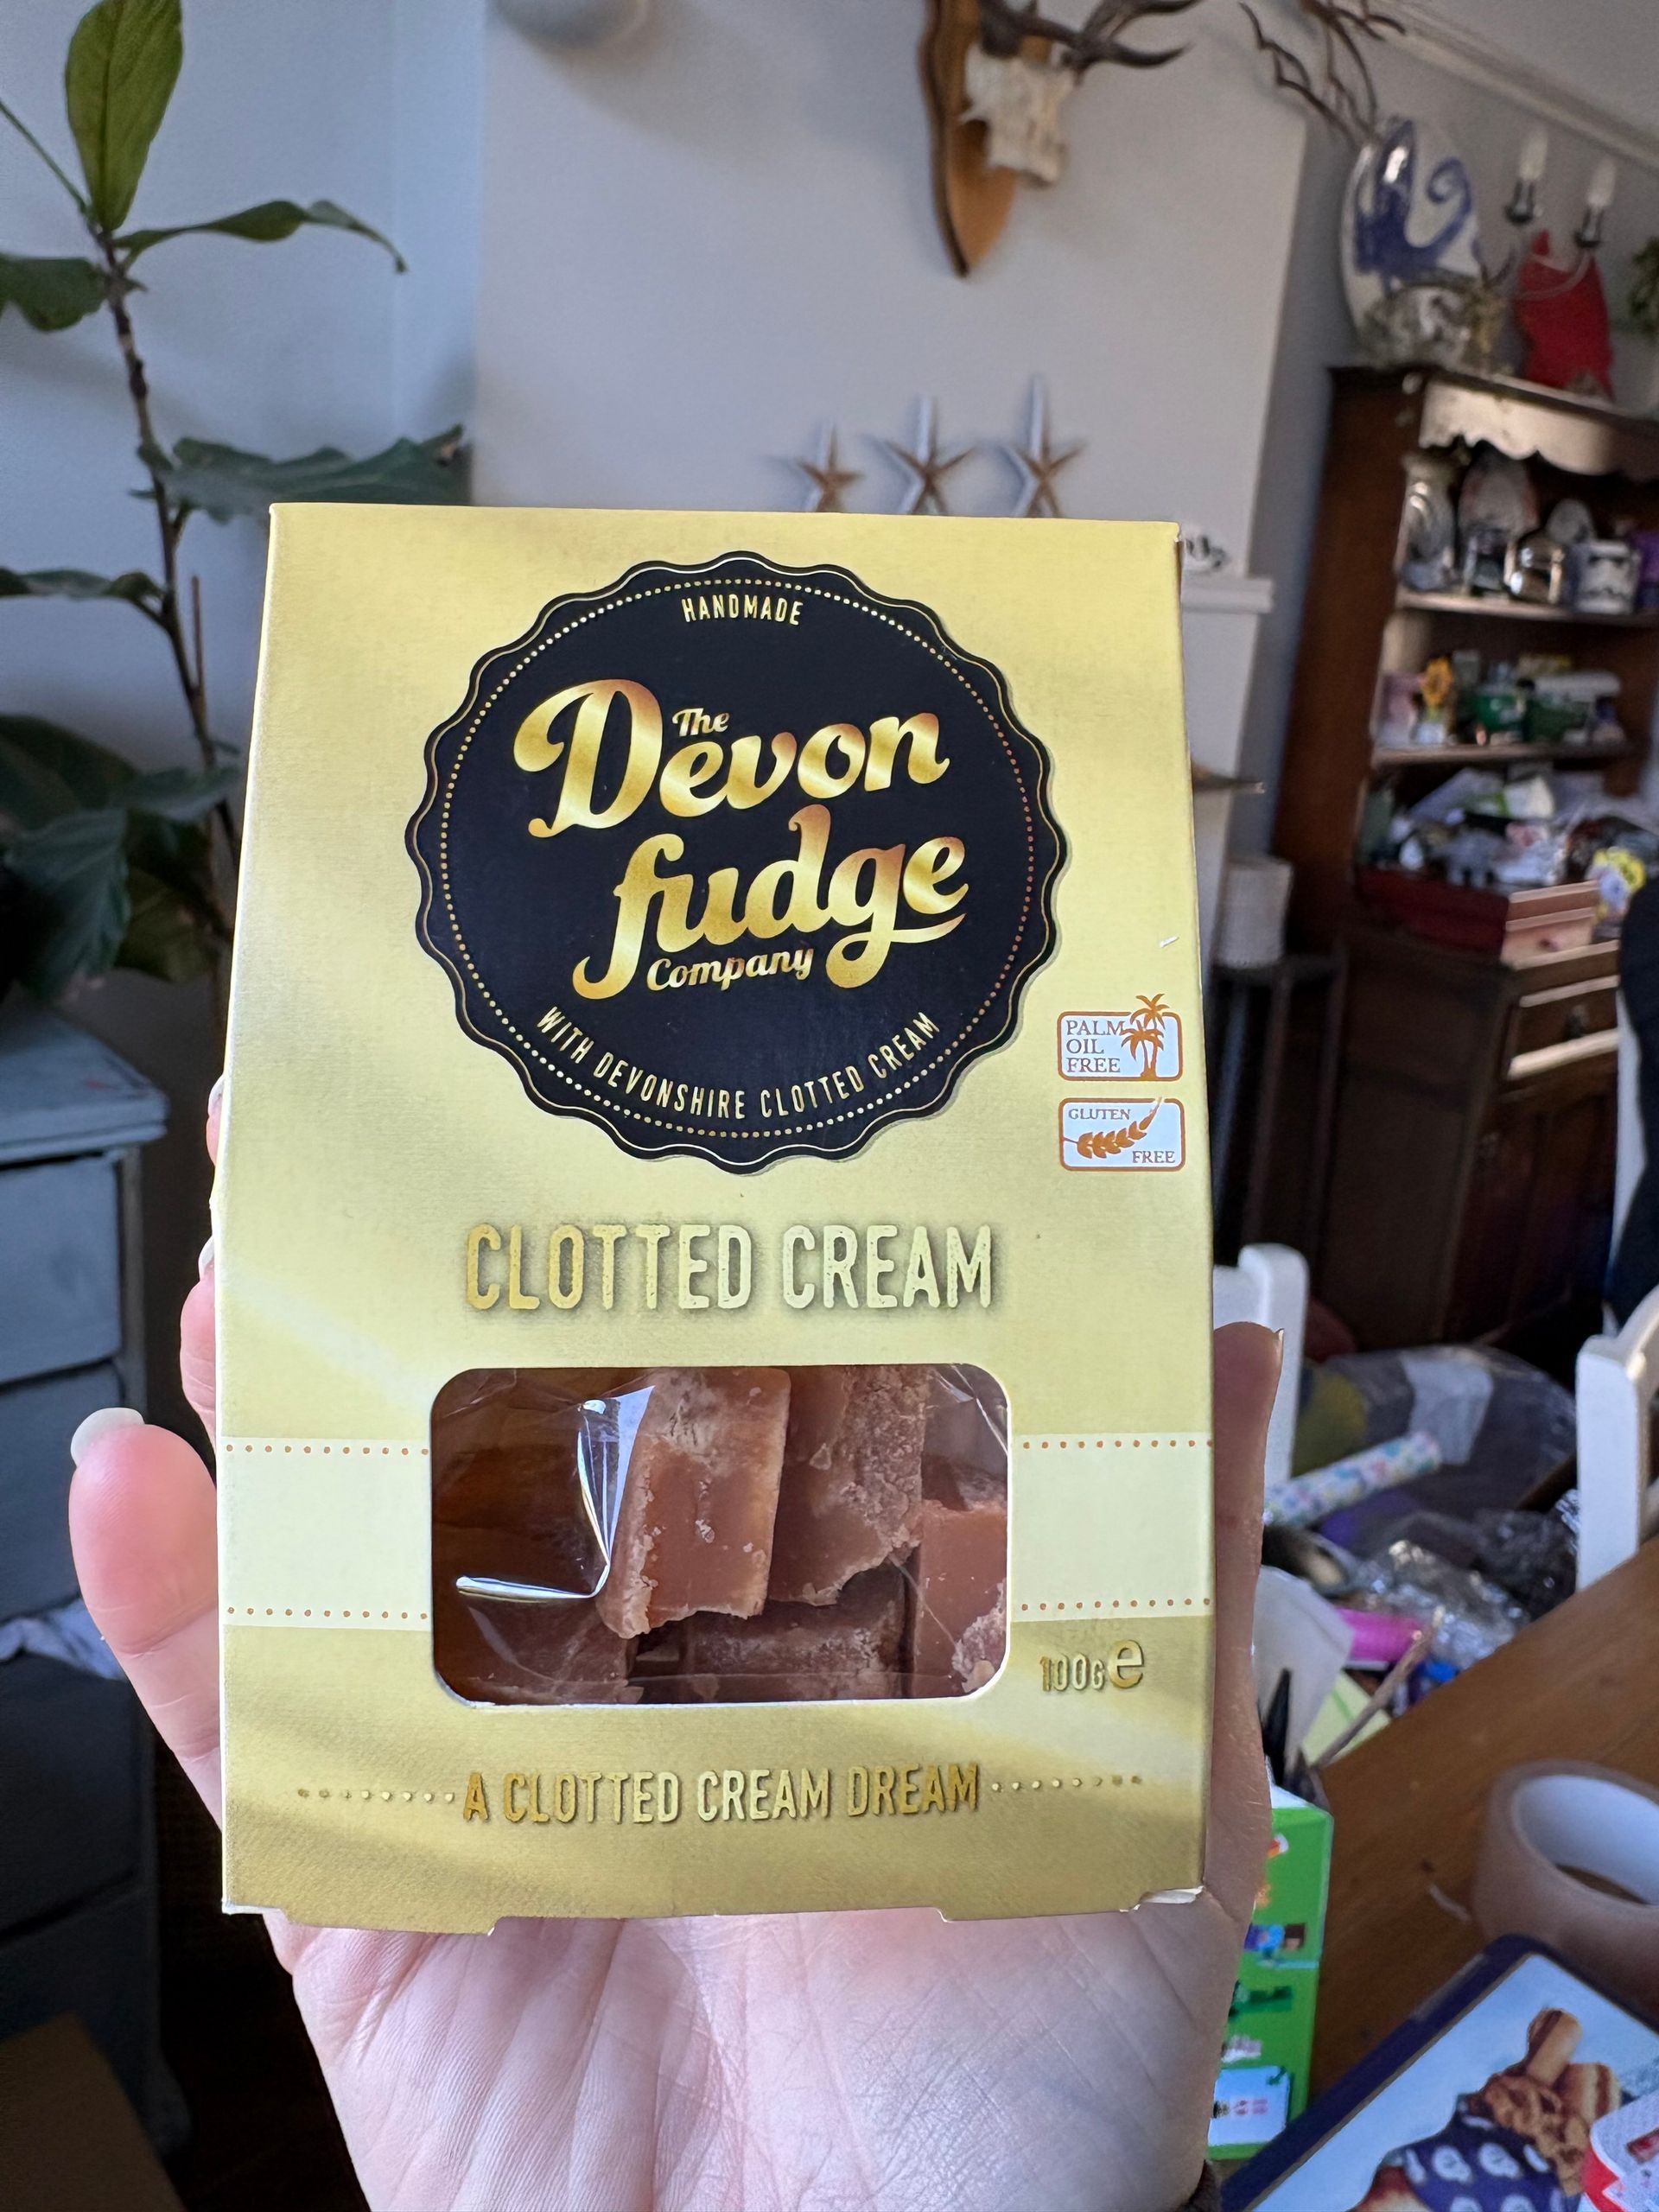 HANDMADE
The
Devon
fudge
Company
WITH DEVONSHIRE CLOTTED CREAM
PALM
OIL
FREE
GLUTEN
FREE
CLOTTED CREAM
100G e
A CLOTTED CREAM DREAM